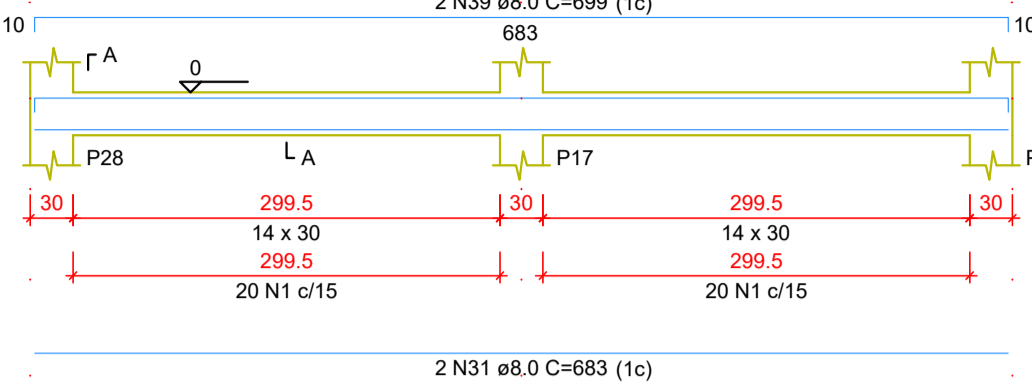 2 N39 ø8.0 C=699 (1c)
10 10
683
A
0
P28 A P17 P
30 299.5 30 299.5 30
14 x 30 14 x 30
299.5 299.5
20 N1 c/15 20 N1 c/15
2 N31 ø8.0 C=683 (1c)